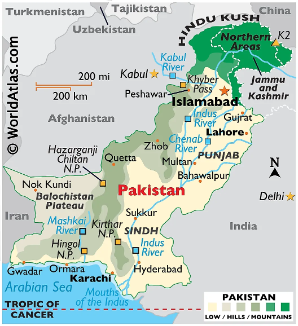 Turkmenistan
Tajikistan
China
Uzbekistan
HINDU KUSH
Northern
Areas
K2
Kabul
River
Kabul
200 mi
200 km
Khyber
Pass
Peshawar
Islamabad
Jammu
and
Kashmir
© WorldAtlas.com
Afghanistan
Indus
River
Gujrat
Chenab
River
Lahore
Hazarganji
Chiltan
N.P.
Zhob
PUNJAB
Quetta
Multan
Bahawalpur
N
Nok Kundi
Pakistan
Balochistan
Plateau
Delhi
Iran
Mashkai
River
Kirthar
N.P.
Sukkur
SINDH
India
Hingol
N.P.
Indus
River
Gwadar
Ormara
Hyderabad
Karachi
Arabian Sea
Mouths of the Indus
TROPIC OF
CANCER
PAKISTAN
LOW / HILLS / MOUNTAINS